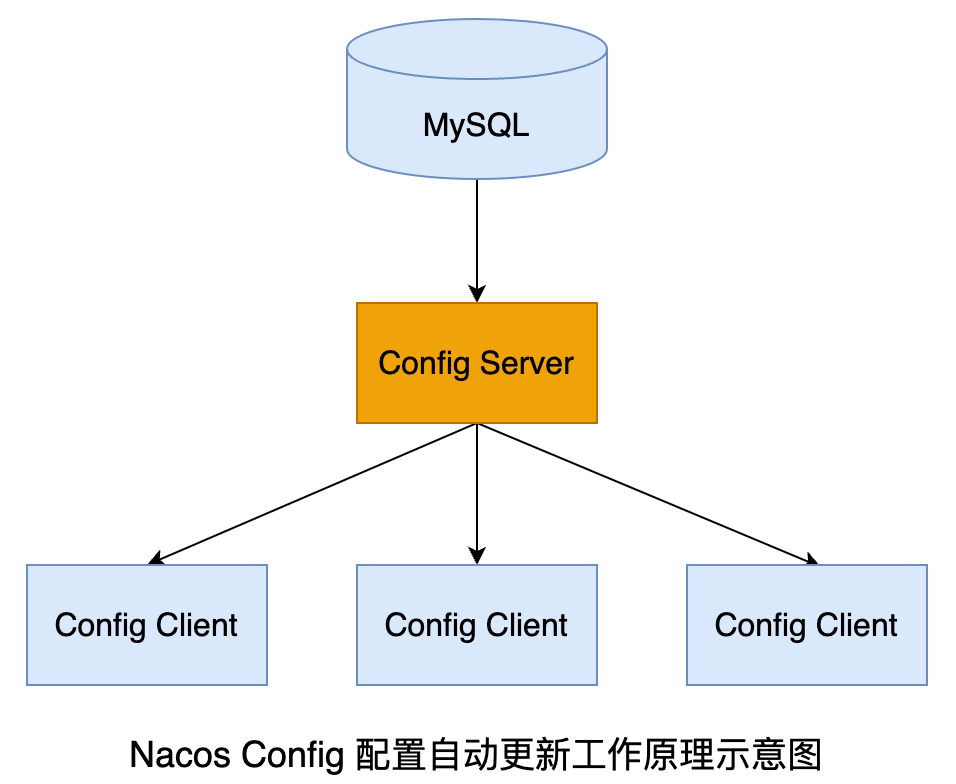 MySQL
Config Server
Config Client
Config Client
Config Client
Nacos Config 配置自动更新工作原理示意图